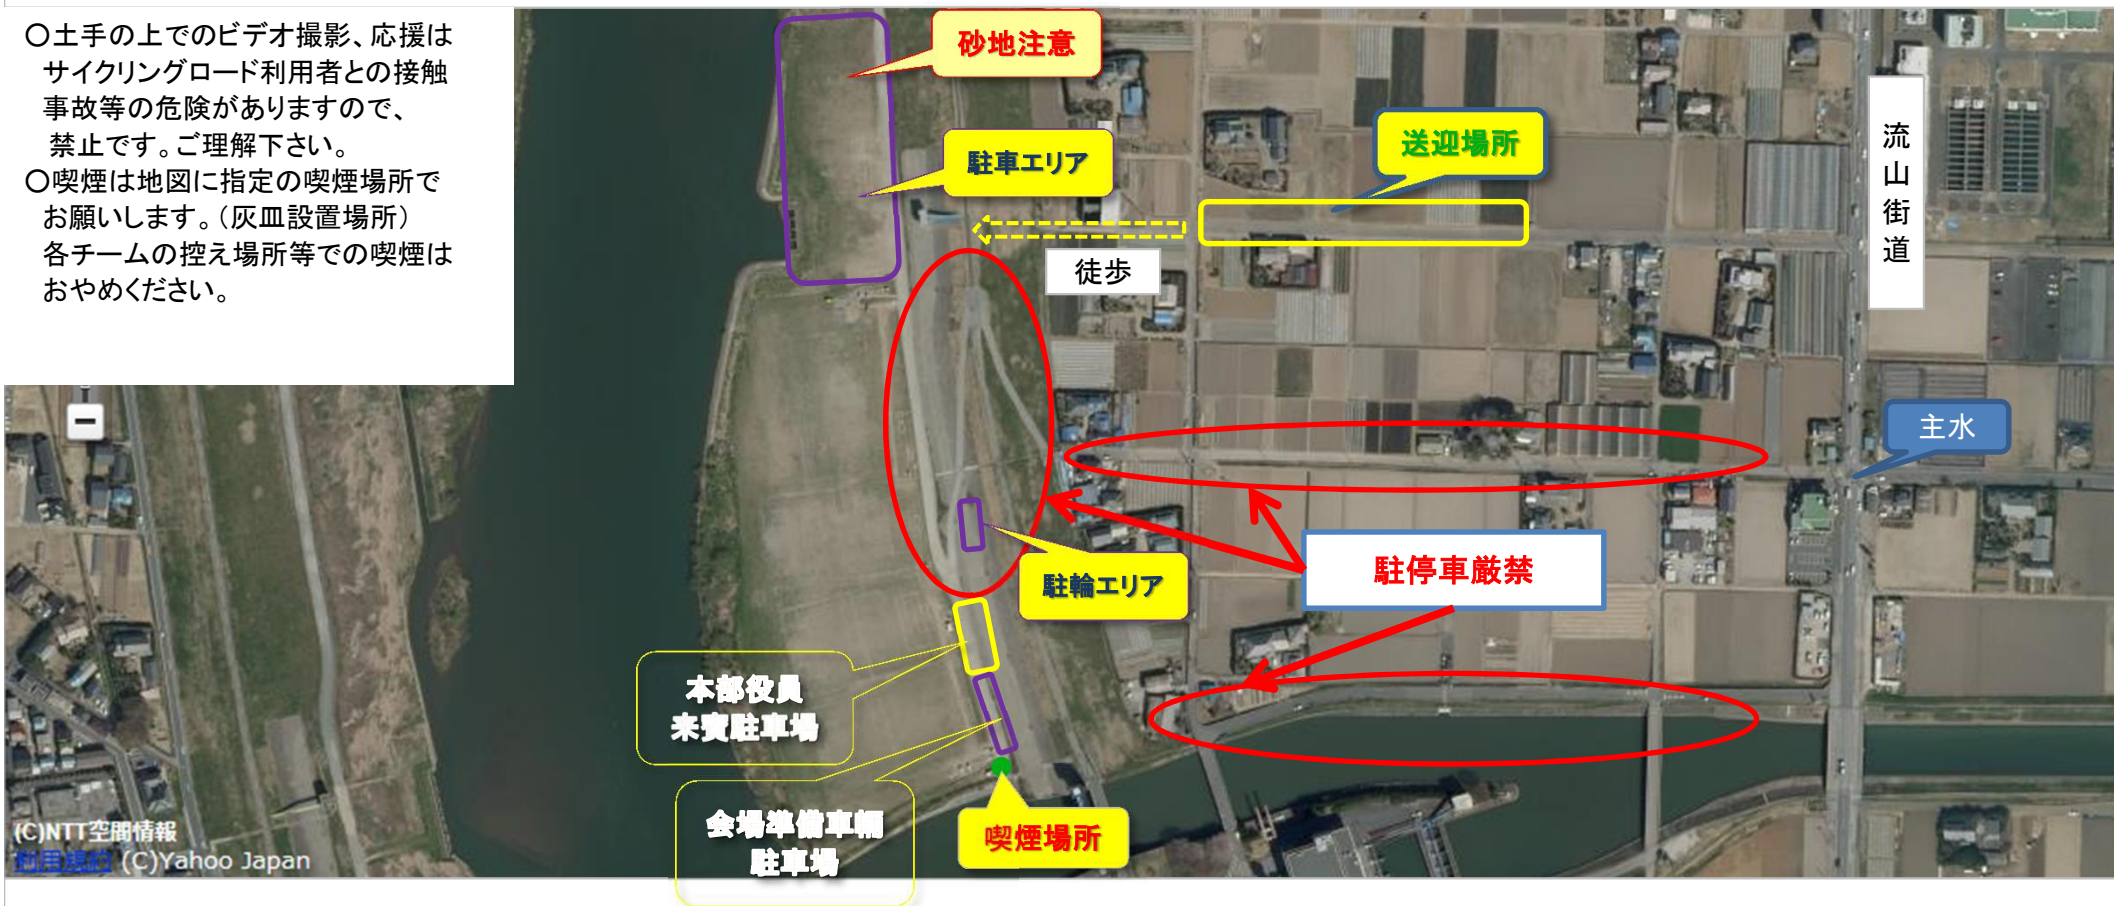 〇土手の上でのビデオ撮影、応援は
サイクリングロード利用者との接触
事故等の危険がありますので、
禁止です。ご理解下さい。
〇喫煙は地図に指定の喫煙場所で
お願いします。（灰皿設置場所）
各チームの控え場所等での喫煙は
おやめください。
砂地注意
駐車エリア
送迎場所
徒歩
流山街道
主水
駐停車厳禁
駐輪エリア
本部役員
来賓駐車場
会場準備車輌
駐車場
喫煙場所
(C)NTT空間情報
利用規約 (C)Yahoo Japan